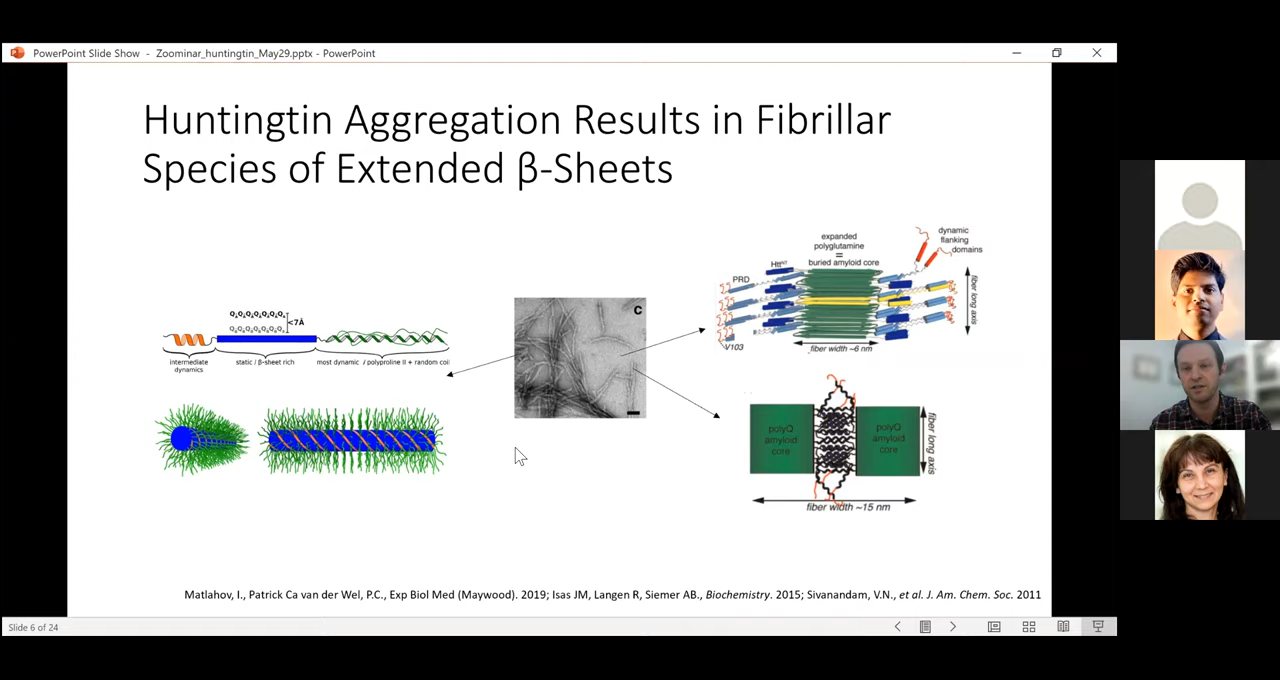 PowerPoint Slide Show - Zoominar_huntingtin_May29.pptx - PowerPoint
Huntingtin Aggregation Results in Fibrillar
Species of Extended β-Sheets
QₙQₙQₙQₙQₙQₙQₙQₙ
<7Å
QₙQₙQₙQₙQₙQₙQₙQₙ
intermediate
dynamics
static / β-sheet rich
most dynamic / polyproline II + random coil
C
expanded
polyglutamine
=
buried amyloid core
dynamic
flanking
domains
PRD
Httᴺᵀ
V103
fiber width ~6 nm
fiber long axis
polyQ
amyloid
core
polyQ
amyloid
core
fiber long axis
fiber width ~15 nm
Matlahov, I., Patrick Ca van der Wel, P.C., Exp Biol Med (Maywood). 2019; Isas JM, Langen R, Siemer AB., Biochemistry. 2015; Sivanandam, V.N., et al. J. Am. Chem. Soc. 2011
Slide 6 of 24